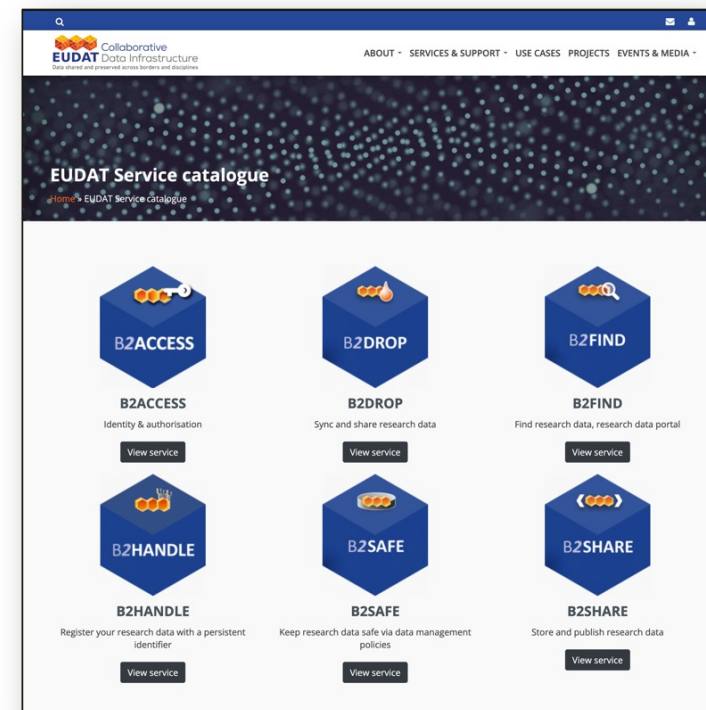 Collaborative
EUDAT Data Infrastructure
Data shared and preserved across borders and disciplines
ABOUT SERVICES & SUPPORT USE CASES PROJECTS EVENTS & MEDIA
EUDAT Service catalogue
Home » EUDAT Service catalogue
B2ACCESS B2DROP B2FIND
B2ACCESS B2DROP B2FIND
Identity & authorisation Sync and share research data Find research data, research data portal
View service View service View service
B2HANDLE B2SAFE B2SHARE
B2HANDLE B2SAFE B2SHARE
Register your research data with a persistent identifier
Keep research data safe via data management policies
Store and publish research data
View service View service View service